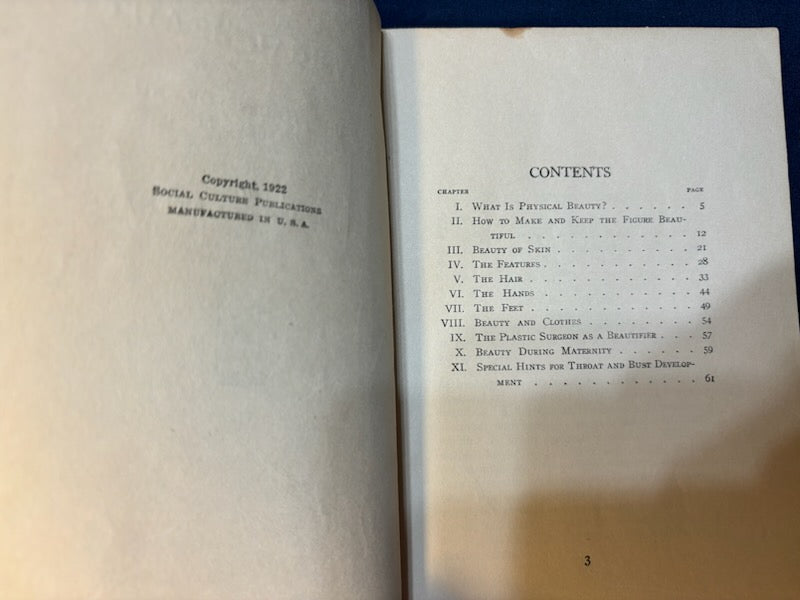 Copyright, 1922
SOCIAL CULTURE PUBLICATIONS
MANUFACTURED IN U. S. A.
CONTENTS
CHAPTER PAGE
I. WHAT IS PHYSICAL BEAUTY? . . . . . . 5
II. HOW TO MAKE AND KEEP THE FIGURE BEAU-
TIFUL . . . . . . . . . . . . 12
III. BEAUTY OF SKIN . . . . . . . . . . 21
IV. THE FEATURES . . . . . . . . . . . 28
V. THE HAIR . . . . . . . . . . . . 33
VI. THE HANDS . . . . . . . . . . . 44
VII. THE FEET . . . . . . . . . . . . 49
VIII. BEAUTY AND CLOTHES . . . . . . . . 54
IX. THE PLASTIC SURGEON AS A BEAUTIFIER . . . 57
X. BEAUTY DURING MATERNITY . . . . . . 59
XI. SPECIAL HINTS FOR THROAT AND BUST DEVELOP-
MENT . . . . . . . . . . . . 61
3